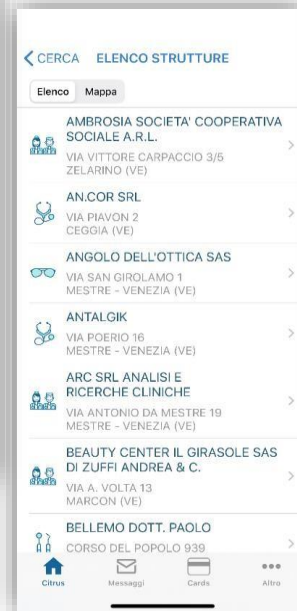 CERCA ELENCO STRUTTURE
Elenco Mappa
AMBROSIA SOCIETA' COOPERATIVA
SOCIALE A.R.L.
VIA VITTORE CARPACCIO 3/5
ZELARINO (VE)
AN.COR SRL
VIA PIAVON 2
CEGGIA (VE)
ANGOLO DELL'OTTICA SAS
VIA SAN GIROLAMO 1
MESTRE - VENEZIA (VE)
ANTALGIK
VIA POERIO 16
MESTRE - VENEZIA (VE)
ARC SRL ANALISI E
RICERCHE CLINICHE
VIA ANTONIO DA MESTRE 19
MESTRE - VENEZIA (VE)
BEAUTY CENTER IL GIRASOLE SAS
DI ZUFFI ANDREA & C.
VIA A. VOLTA 13
MARCON (VE)
BELLEMO DOTT. PAOLO
CORSO DEL POPOLO 939
Citrus Messaggi Cards Altro